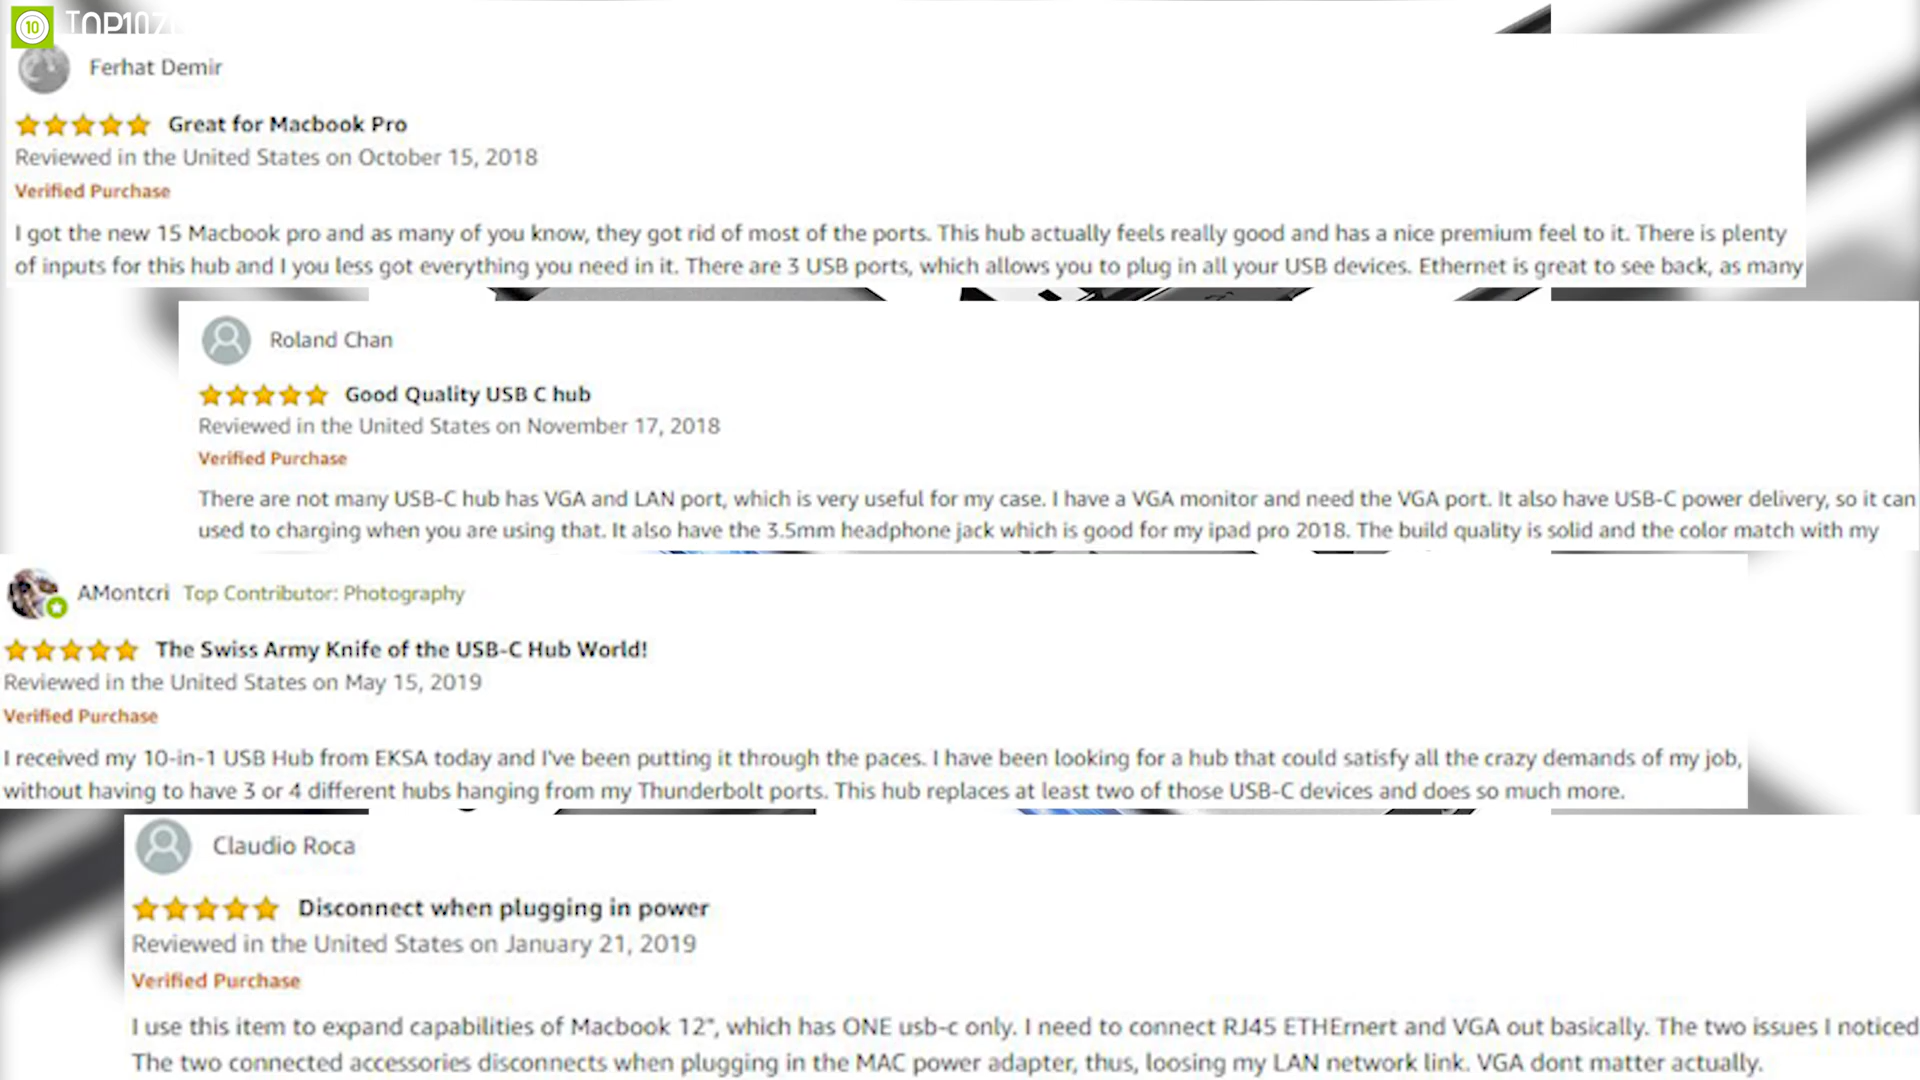 10
Ferhat Demir
Great for Macbook Pro
Reviewed in the United States on October 15, 2018
Verified Purchase
I got the new 15 Macbook pro and as many of you know, they got rid of most of the ports. This hub actually feels really good and has a nice premium feel to it. There is plenty
of inputs for this hub and I you less got everything you need in it. There are 3 USB ports, which allows you to plug in all your USB devices. Ethernet is great to see back, as many
Roland Chan
Good Quality USB C hub
Reviewed in the United States on November 17, 2018
Verified Purchase
There are not many USB-C hub has VGA and LAN port, which is very useful for my case. I have a VGA monitor and need the VGA port. It also have USB-C power delivery, so it can
used to charging when you are using that. It also have the 3.5mm headphone jack which is good for my ipad pro 2018. The build quality is solid and the color match with my
AMontcri Top Contributor: Photography
The Swiss Army Knife of the USB-C Hub World!
Reviewed in the United States on May 15, 2019
Verified Purchase
I received my 10-in-1 USB Hub from EKSA today and I've been putting it through the paces. I have been looking for a hub that could satisfy all the crazy demands of my job,
without having to have 3 or 4 different hubs hanging from my Thunderbolt ports. This hub replaces at least two of those USB-C devices and does so much more.
Claudio Roca
Disconnect when plugging in power
Reviewed in the United States on January 21, 2019
Verified Purchase
I use this item to expand capabilities of Macbook 12", which has ONE usb-c only. I need to connect RJ45 ETHErnert and VGA out basically. The two issues I noticed
The two connected accessories disconnects when plugging in the MAC power adapter, thus, loosing my LAN network link. VGA dont matter actually.